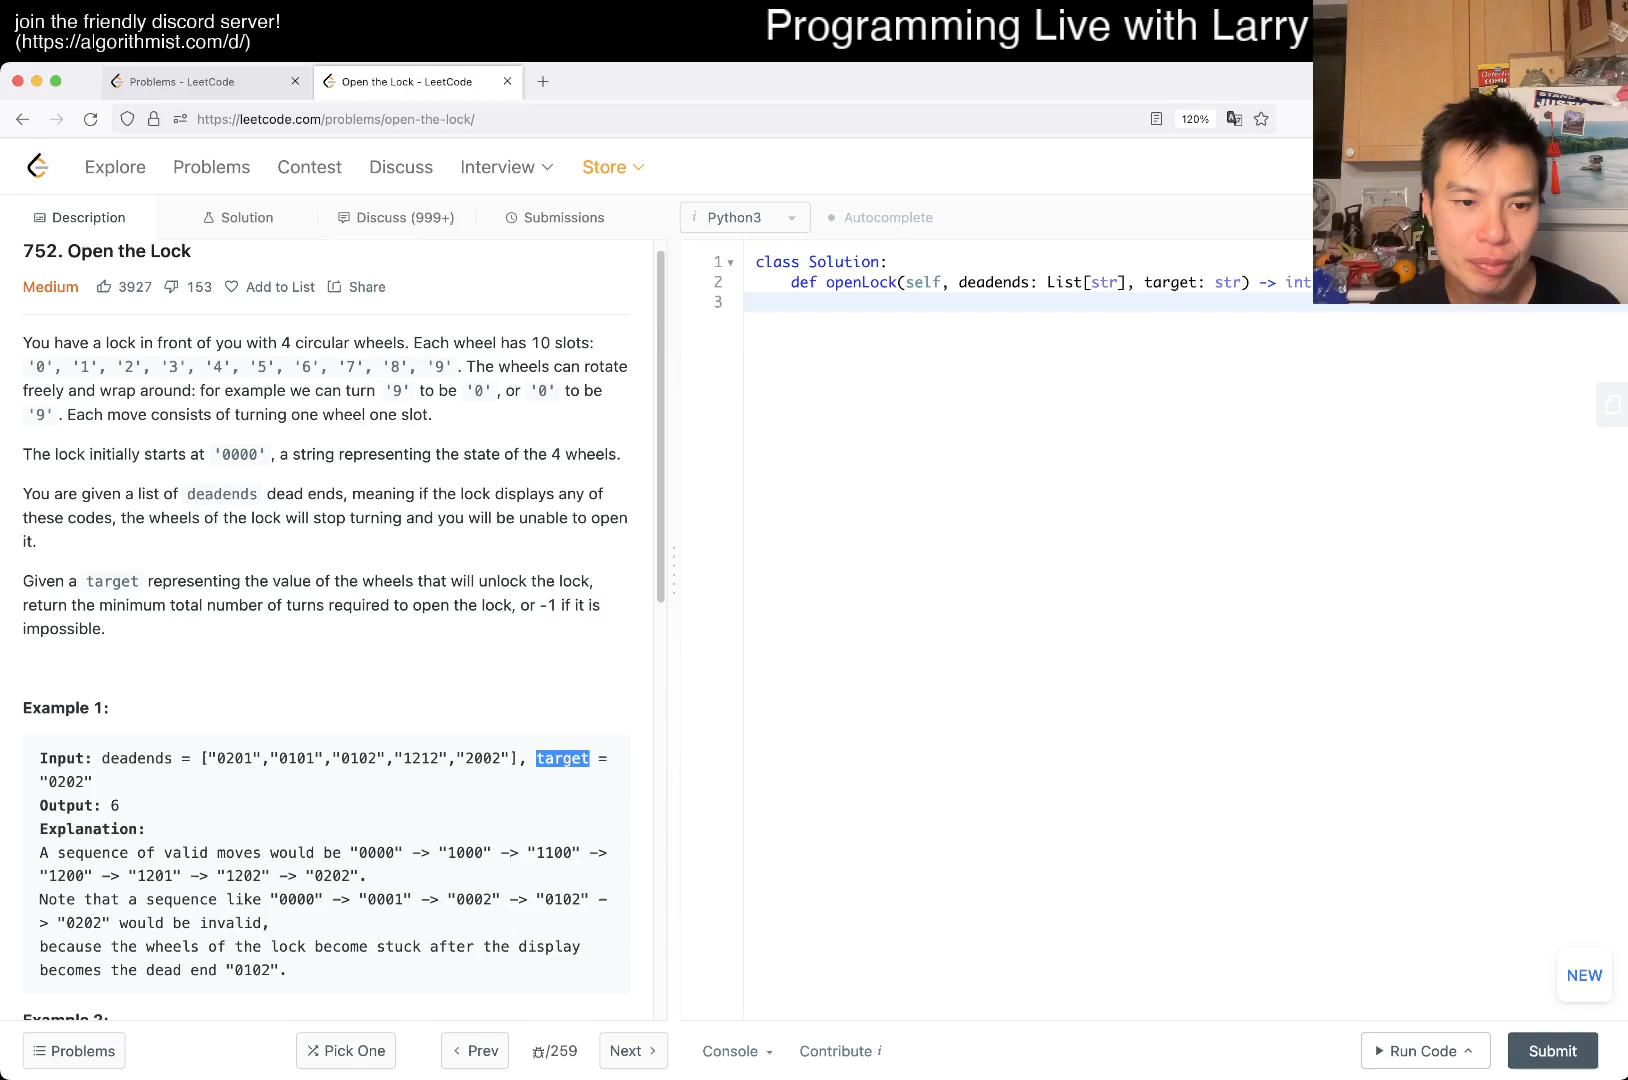 join the friendly discord server!
(https://algorithmist.com/d/)
Programming Live with Larry
Problems - LeetCode
Open the Lock - LeetCode
https://leetcode.com/problems/open-the-lock/
120%
Explore Problems Contest Discuss Interview Store
Description Solution Discuss (999+) Submissions
i Python3 Autocomplete
752. Open the Lock
Medium 3927 153 Add to List Share
You have a lock in front of you with 4 circular wheels. Each wheel has 10 slots:
'0', '1', '2', '3', '4', '5', '6', '7', '8', '9'. The wheels can rotate
freely and wrap around: for example we can turn '9' to be '0', or '0' to be
'9'. Each move consists of turning one wheel one slot.
The lock initially starts at '0000', a string representing the state of the 4 wheels.
You are given a list of deadends dead ends, meaning if the lock displays any of
these codes, the wheels of the lock will stop turning and you will be unable to open
it.
Given a target representing the value of the wheels that will unlock the lock,
return the minimum total number of turns required to open the lock, or -1 if it is
impossible.
Example 1:
Input: deadends = ["0201","0101","0102","1212","2002"], target =
"0202"
Output: 6
Explanation:
A sequence of valid moves would be "0000" -> "1000" -> "1100" ->
"1200" -> "1201" -> "1202" -> "0202".
Note that a sequence like "0000" -> "0001" -> "0002" -> "0102" -
> "0202" would be invalid,
because the wheels of the lock become stuck after the display
becomes the dead end "0102".
Example 2:
1 class Solution:
2 def openLock(self, deadends: List[str], target: str) -> int
3
NEW
Problems Pick One Prev /259 Next Console Contribute i Run Code Submit